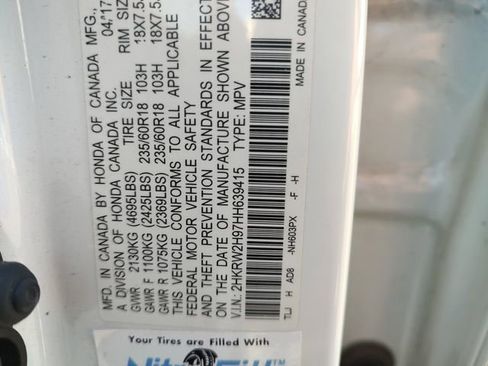 MFD. IN CANADA BY HONDA OF CANADA MFG.,
A DIVISION OF HONDA CANADA INC. 04/17
TIRE SIZE RIM SIZE
GVWR 2130KG (4695LBS)
GAWR F 1100KG (2425LBS) 235/60R18 103H 18X7.5
GAWR R 1075KG (2369LBS) 235/60R18 103H 18X7.5
THIS VEHICLE CONFORMS TO ALL APPLICABLE
FEDERAL MOTOR VEHICLE SAFETY
AND THEFT PREVENTION STANDARDS IN EFFECT
ON THE DATE OF MANUFACTURE SHOWN ABOVE
V.I.N.: 2HKRW2H97HH639415 TYPE: MPV
TLJ H AD8 -NH603PX -F -H
MADE IN CANADA
Your Tires are Filled With